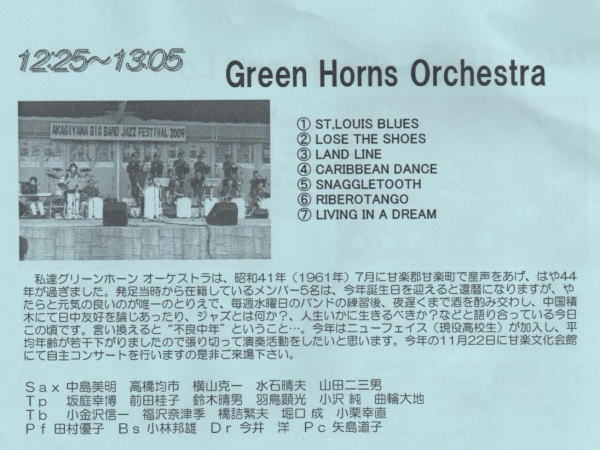 12:25～13:05
Green Horns Orchestra
AKAGIYAMA BIG BAND JAZZ FESTIVAL 2009
① ST,LOUIS BLUES
② LOSE THE SHOES
③ LAND LINE
④ CARIBBEAN DANCE
⑤ SNAGGLETOOTH
⑥ RIBEROTANGO
⑦ LIVING IN A DREAM
私達グリーンホーン オーケストラは、昭和41年（1961年）7月に甘楽郡甘楽町で産声をあげ、はや44
年が過ぎました。発足当時から在籍しているメンバー5名は、今年誕生日を迎えると還暦になりますが、や
たらと元気の良いのが唯一のとりえで、毎週水曜日のバンドの練習後、夜遅くまで酒を酌み交わし、中国積
木にて日中友好を論じあったり、ジャズとは何か?、人生いかに生きるべきか?などと語り合っている今日
この頃です。言い換えると“不良中年”ということ…。今年はニューフェイス（現役高校生）が加入し、平
均年齢が若干下がりましたので張り切って演奏活動をしたいと思います。今年の11月22日に甘楽文化会館
にて自主コンサートを行いますの是非ご来場下さい。
Ｓａｘ 中島美明　高橋均市　横山克一　水石晴夫　山田二三男
Ｔｐ　坂庭幸博　前田桂子　鈴木晴男　羽鳥顕光　小沢 純　曲輪大地
Ｔｂ　小金沢信一　福沢奈津季　橋詰繁夫　堀口 成　小栗幸直
Ｐｆ 田村優子　Ｂｓ 小林邦雄　Ｄｒ 今井　洋　Ｐｃ 矢島道子